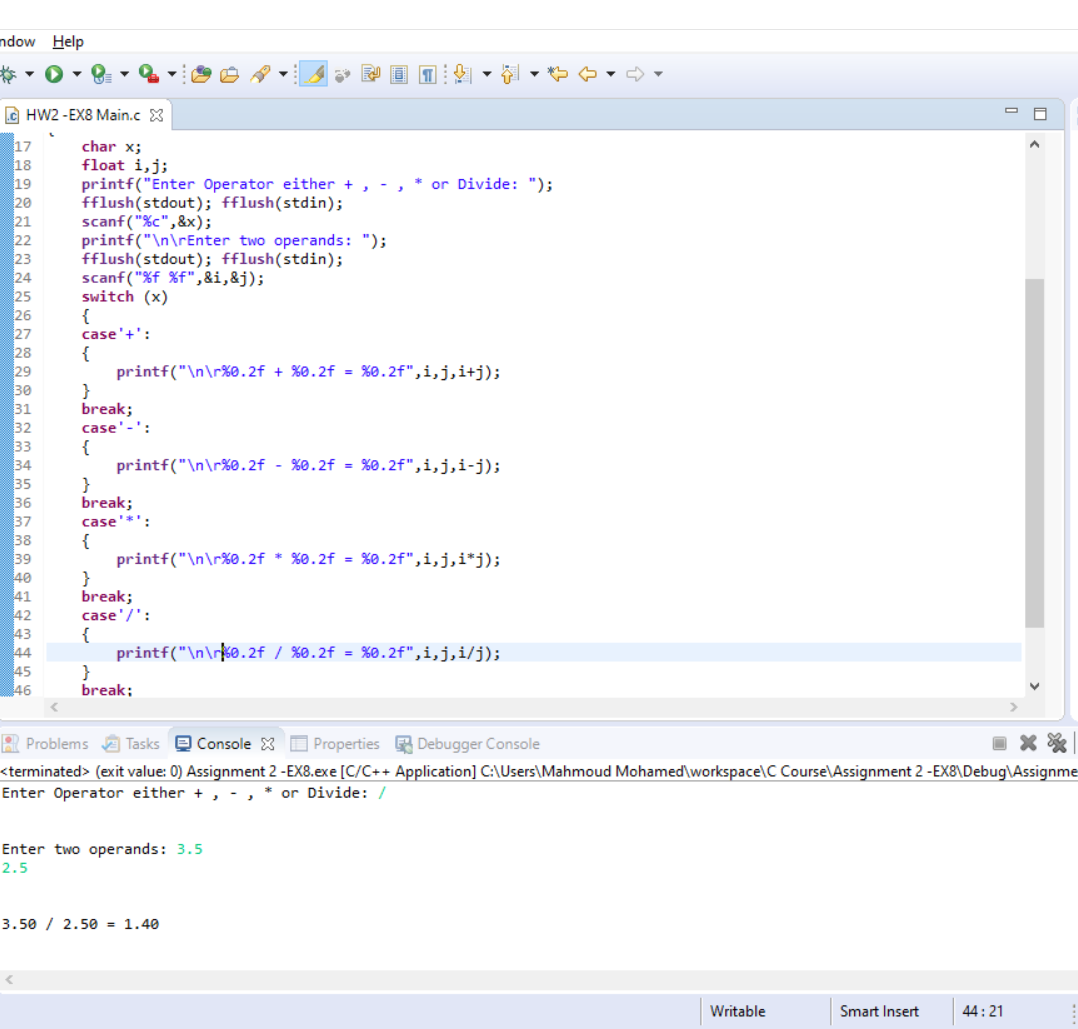 ndow Help
HW2 -EX8 Main.c
17 char x;
18 float i,j;
19 printf("Enter Operator either + , - , * or Divide: ");
20 fflush(stdout); fflush(stdin);
21 scanf("%c",&x);
22 printf("\n\rEnter two operands: ");
23 fflush(stdout); fflush(stdin);
24 scanf("%f %f",&i,&j);
25 switch (x)
26 {
27 case'+':
28 {
29 printf("\n\r%0.2f + %0.2f = %0.2f",i,j,i+j);
30 }
31 break;
32 case'-':
33 {
34 printf("\n\r%0.2f - %0.2f = %0.2f",i,j,i-j);
35 }
36 break;
37 case'*':
38 {
39 printf("\n\r%0.2f * %0.2f = %0.2f",i,j,i*j);
40 }
41 break;
42 case'/':
43 {
44 printf("\n\r%0.2f / %0.2f = %0.2f",i,j,i/j);
45 }
46 break;
Problems Tasks Console Properties Debugger Console
<terminated> (exit value: 0) Assignment 2 -EX8.exe [C/C++ Application] C:\Users\Mahmoud Mohamed\workspace\C Course\Assignment 2 -EX8\Debug\Assignme
Enter Operator either + , - , * or Divide: /
Enter two operands: 3.5
2.5
3.50 / 2.50 = 1.40
Writable Smart Insert 44 : 21